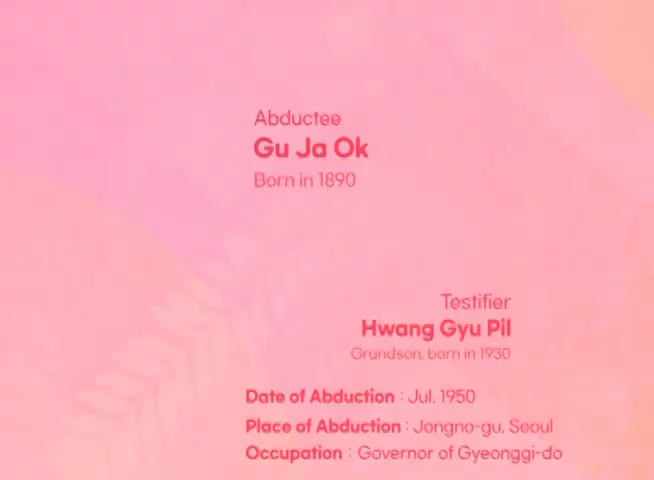 Abductee
Gu Ja Ok
Born in 1890
Testifier
Hwang Gyu Pil
Grandson, born in 1930
Date of Abduction : Jul. 1950
Place of Abduction : Jongno-gu, Seoul
Occupation : Governor of Gyeonggi-do